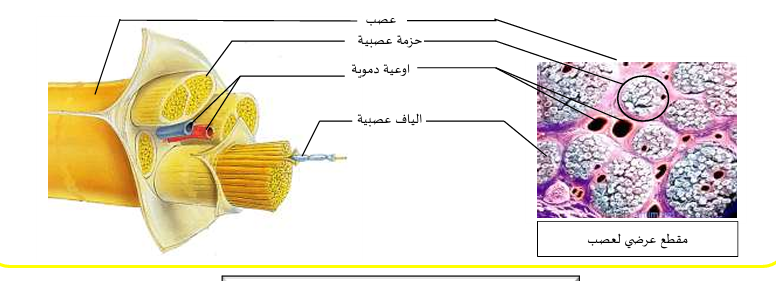 عصب
حزمة عصبية
اوعية دموية
الياف عصبية
مقطع عرضي لعصب